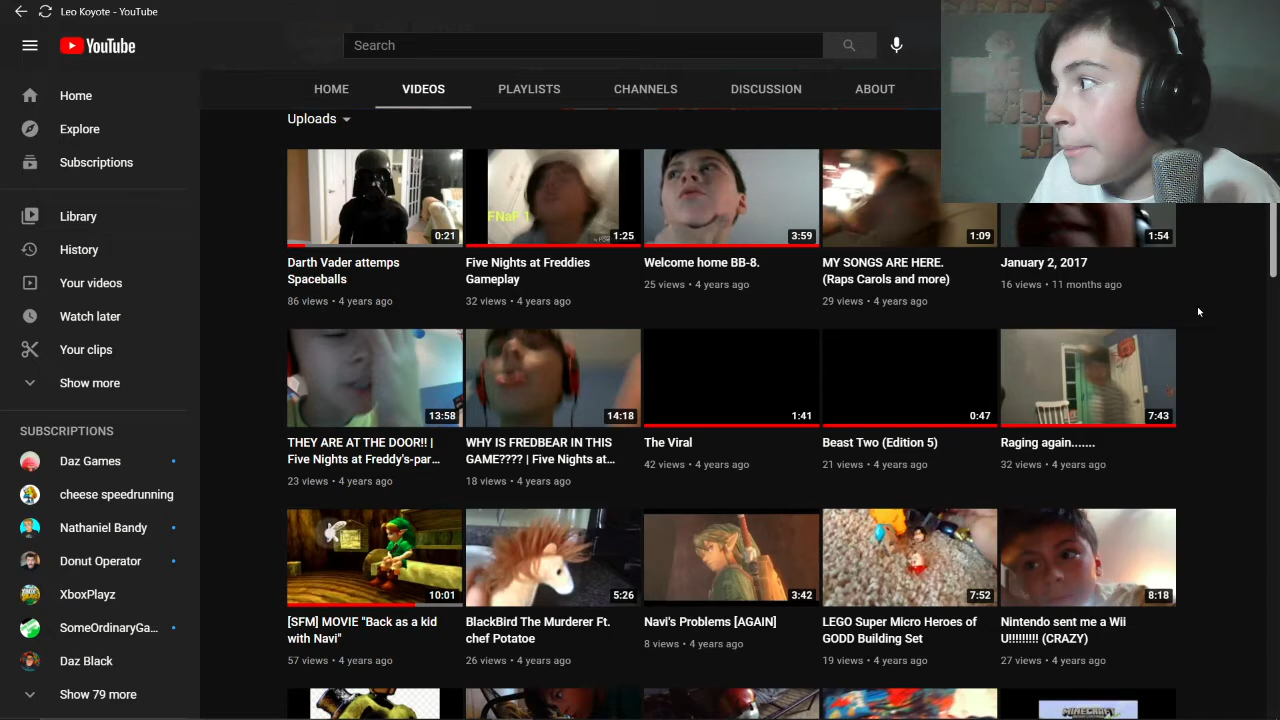 Leo Koyote - YouTube
YouTube
Search
HOME
VIDEOS
PLAYLISTS
CHANNELS
DISCUSSION
ABOUT
Home
Explore
Subscriptions
Library
History
Your videos
Watch later
Your clips
Show more
SUBSCRIPTIONS
Daz Games
cheese speedrunning
Nathaniel Bandy
Donut Operator
XboxPlayz
SomeOrdinaryGa...
Daz Black
Show 79 more
Uploads
0:21
FNaF 1
1:25
3:59
1:09
1:54
Darth Vader attemps
Spaceballs
86 views • 4 years ago
Five Nights at Freddies
Gameplay
32 views • 4 years ago
Welcome home BB-8.
25 views • 4 years ago
MY SONGS ARE HERE.
(Raps Carols and more)
29 views • 4 years ago
January 2, 2017
16 views • 11 months ago
13:58
14:18
1:41
0:47
7:43
THEY ARE AT THE DOOR!! |
Five Nights at Freddy's-par...
23 views • 4 years ago
WHY IS FREDBEAR IN THIS
GAME???? | Five Nights at...
18 views • 4 years ago
The Viral
42 views • 4 years ago
Beast Two (Edition 5)
21 views • 4 years ago
Raging again.......
32 views • 4 years ago
10:01
5:26
3:42
7:52
8:18
[SFM] MOVIE "Back as a kid
with Navi"
57 views • 4 years ago
BlackBird The Murderer Ft.
chef Potatoe
26 views • 4 years ago
Navi's Problems [AGAIN]
8 views • 4 years ago
LEGO Super Micro Heroes of
GODD Building Set
19 views • 4 years ago
Nintendo sent me a Wii
U!!!!!!!!! (CRAZY)
27 views • 4 years ago
MINECRAFT